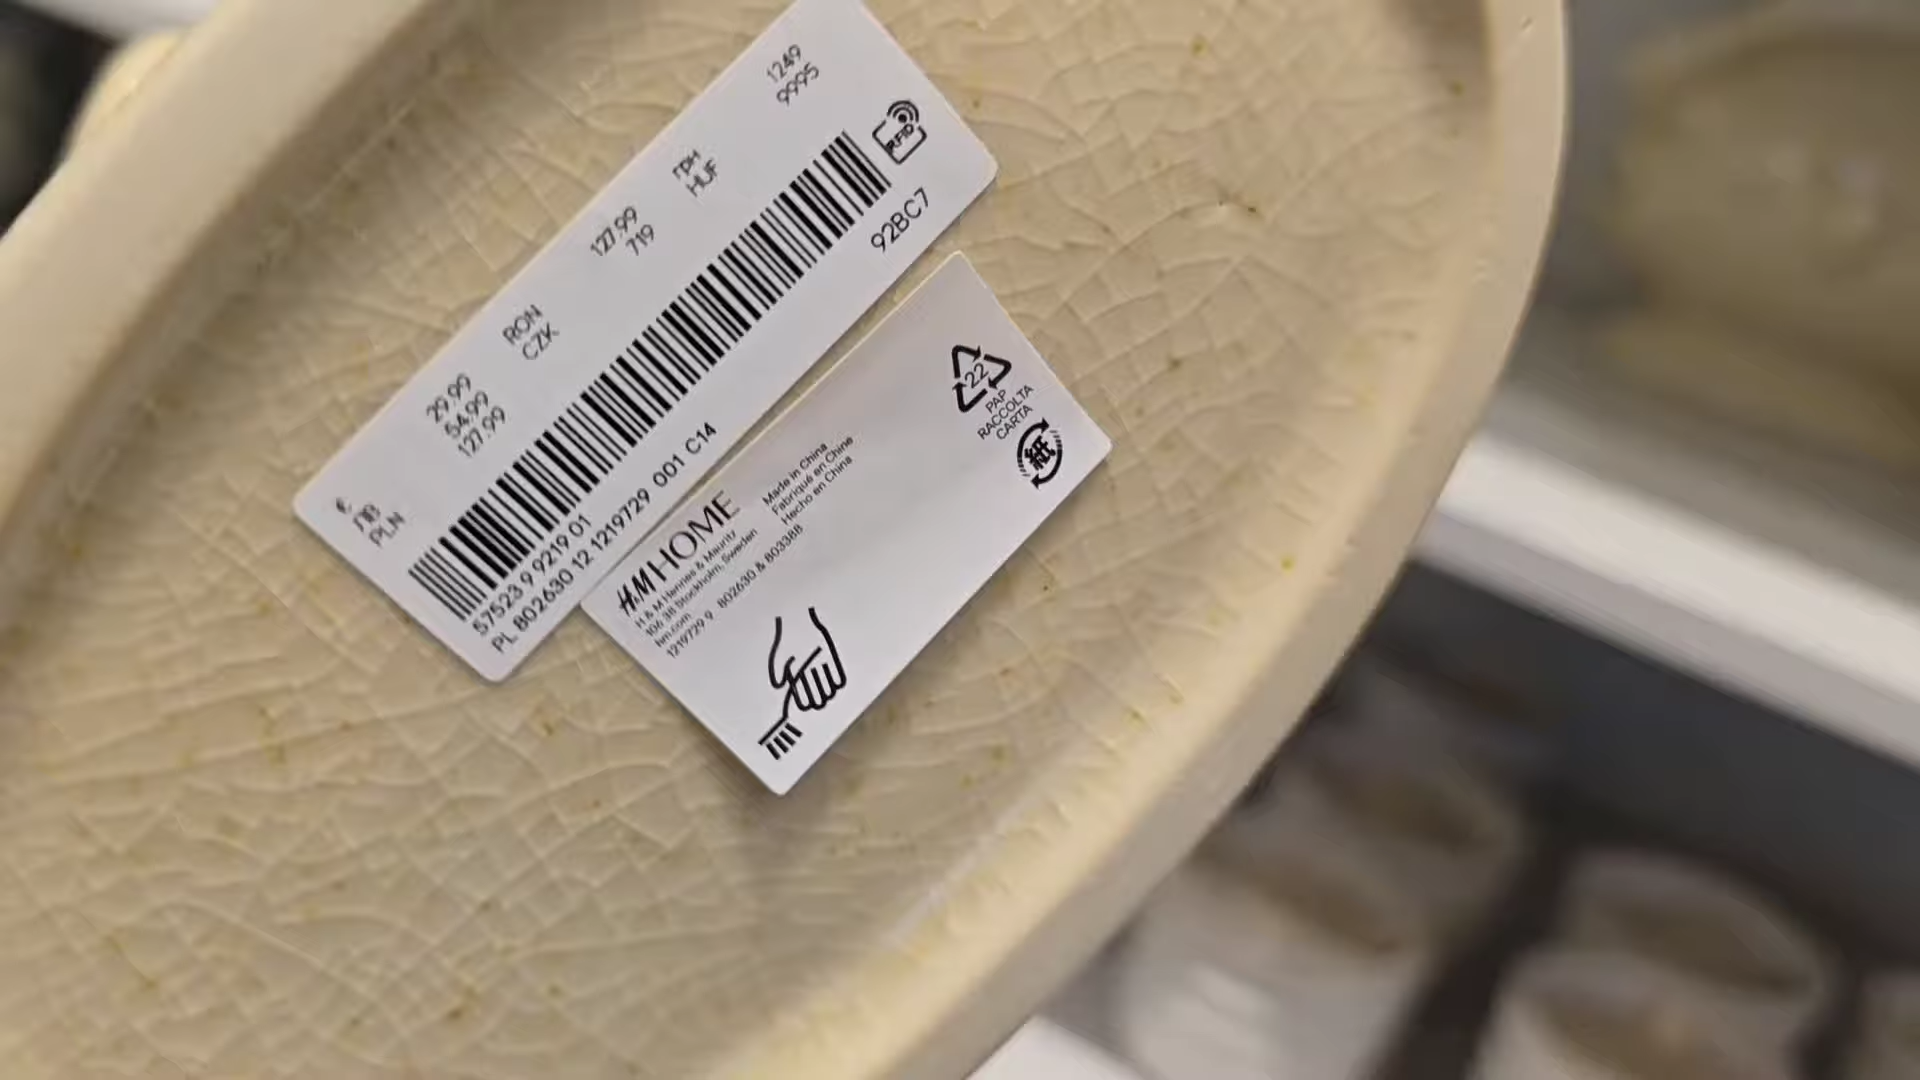 € 29.99 RON 127.99 грн 1249
лв 54.99 CZK 719 HUF 9995
PLN 127.99
RFID
57523 9 9219 01 92BC7
PL 802630 12 1219729 001 C14
H&M HOME
H & M Hennes & Mauritz
106 38 Stockholm, Sweden
hm.com
1219729 9 802630 & 803388
Made in China
Fabriqué en Chine
Hecho en China
22
PAP
RACCOLTA
CARTA
紙